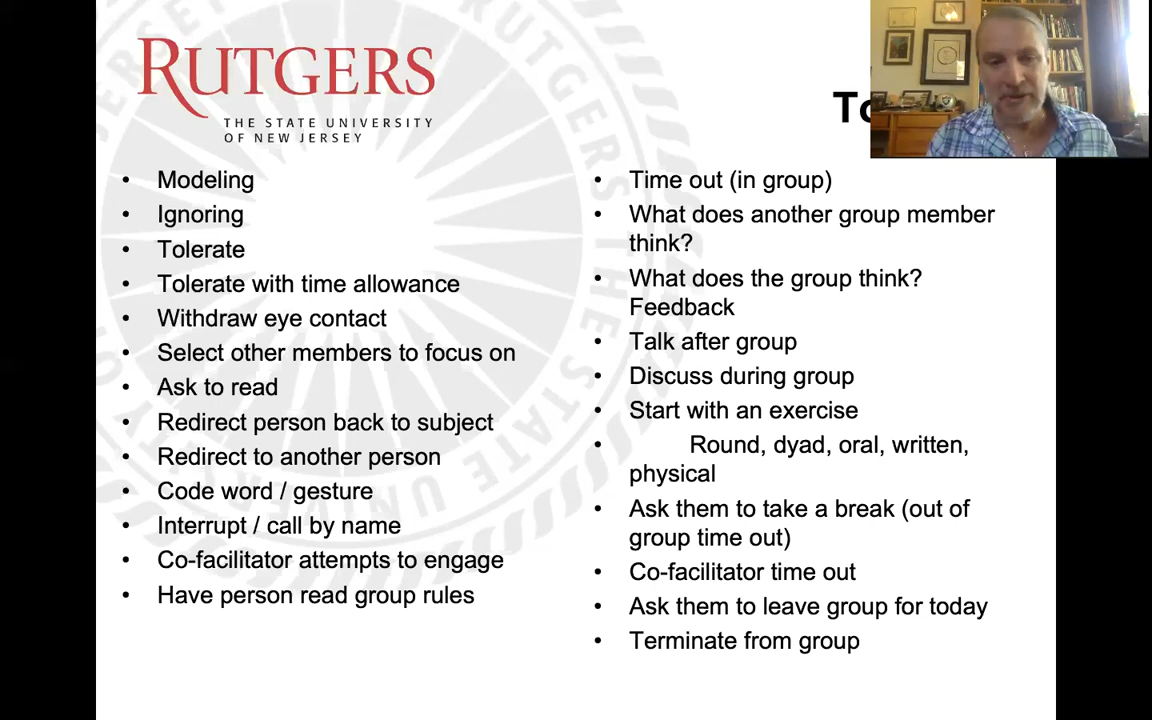 RUTGERS
THE STATE UNIVERSITY
OF NEW JERSEY
• Modeling
• Ignoring
• Tolerate
• Tolerate with time allowance
• Withdraw eye contact
• Select other members to focus on
• Ask to read
• Redirect person back to subject
• Redirect to another person
• Code word / gesture
• Interrupt / call by name
• Co-facilitator attempts to engage
• Have person read group rules
• Time out (in group)
• What does another group member
think?
• What does the group think?
Feedback
• Talk after group
• Discuss during group
• Start with an exercise
• Round, dyad, oral, written,
physical
• Ask them to take a break (out of
group time out)
• Co-facilitator time out
• Ask them to leave group for today
• Terminate from group